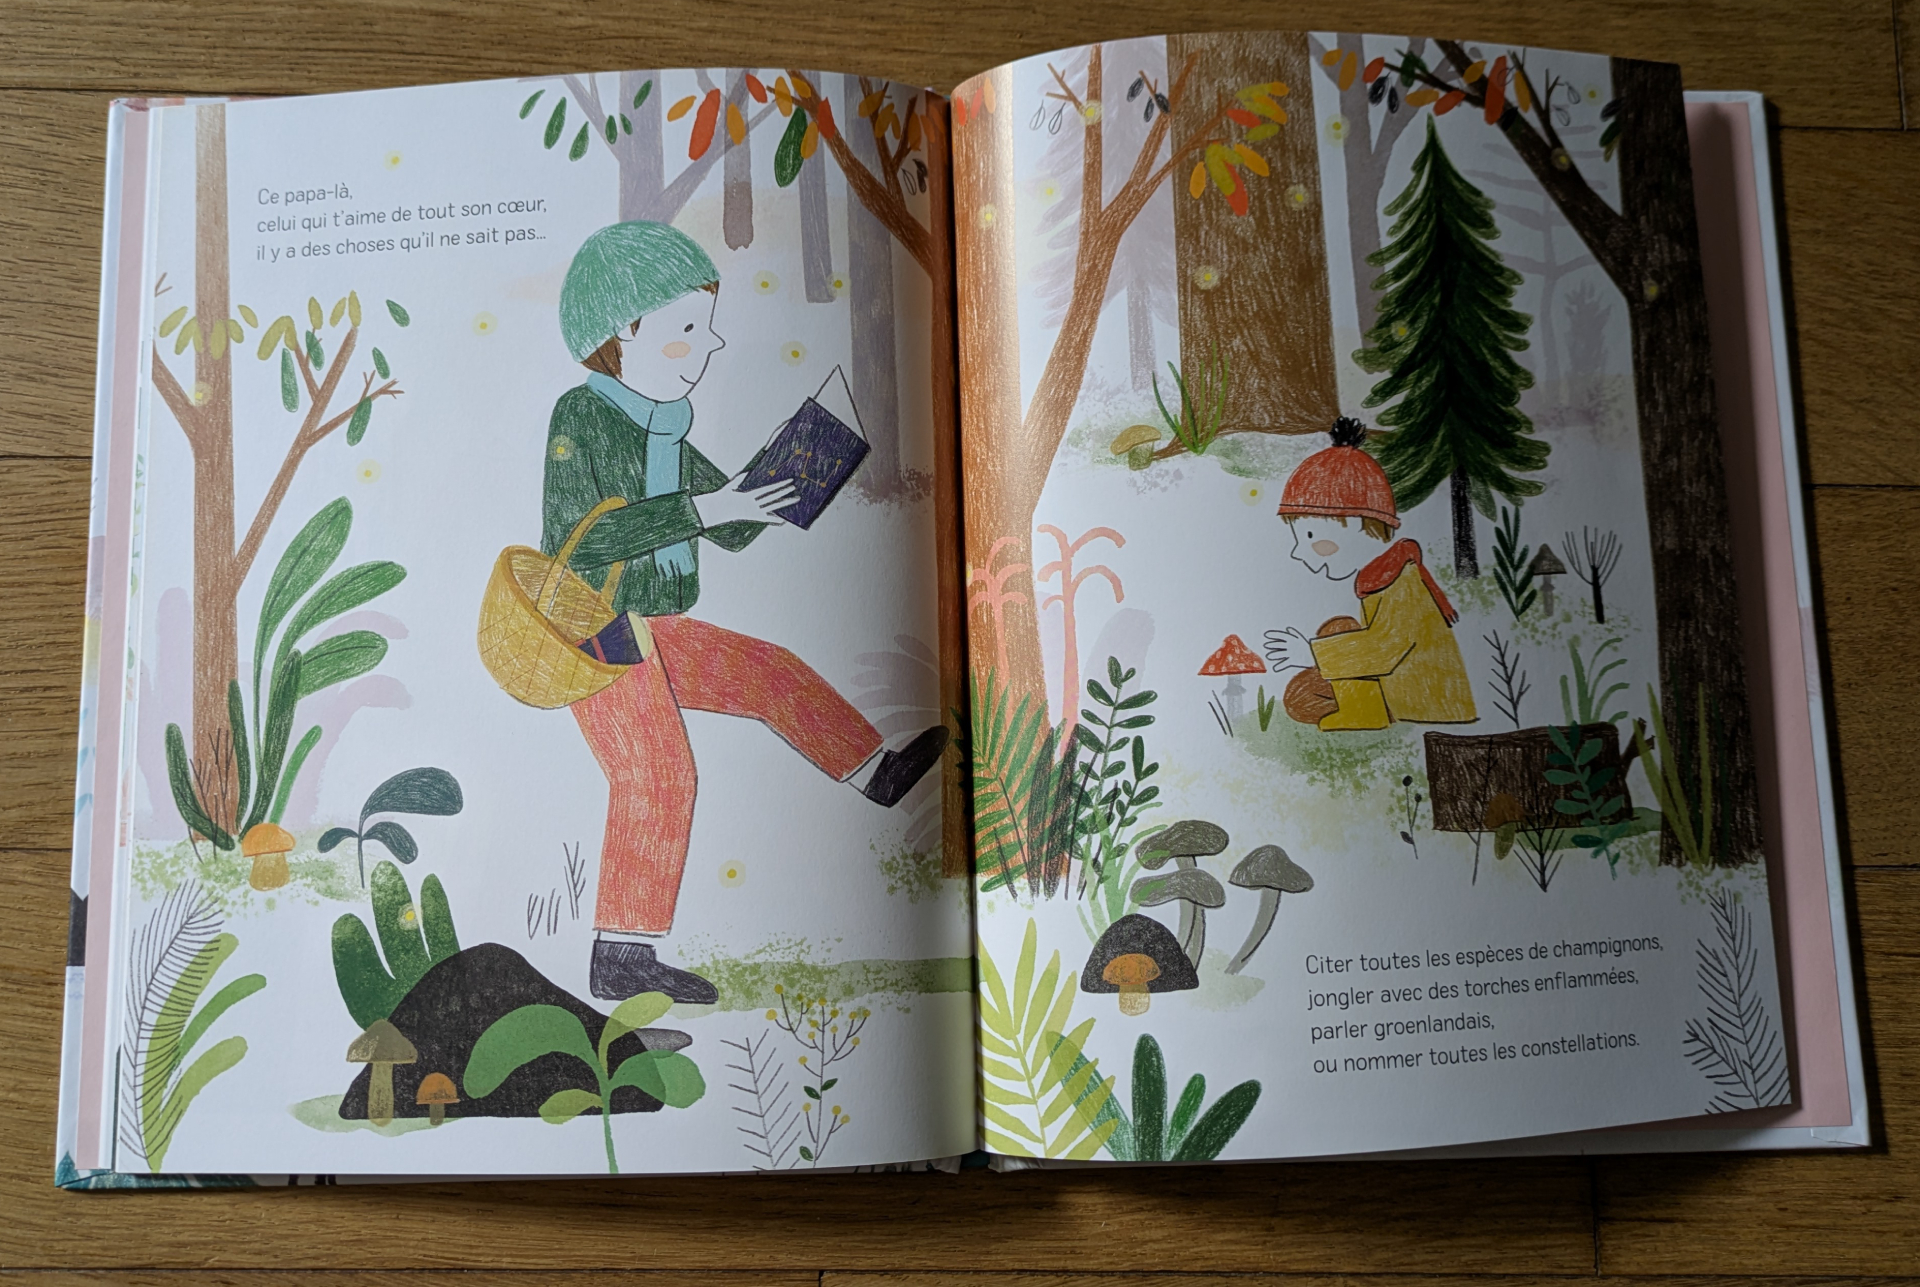 Ce papa-là,
celui qui t'aime de tout son cœur,
il y a des choses qu'il ne sait pas...
Citer toutes les espèces de champignons,
jongler avec des torches enflammées,
parler groenlandais,
ou nommer toutes les constellations.